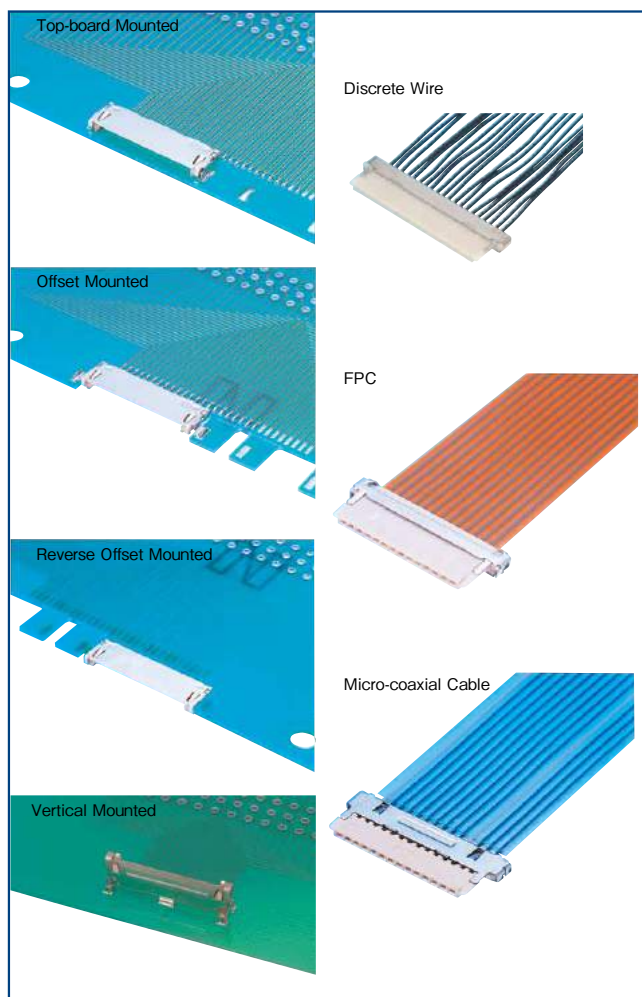 Top-board Mounted
Discrete Wire
Offset Mounted
FPC
Reverse Offset Mounted
Micro-coaxial Cable
Vertical Mounted